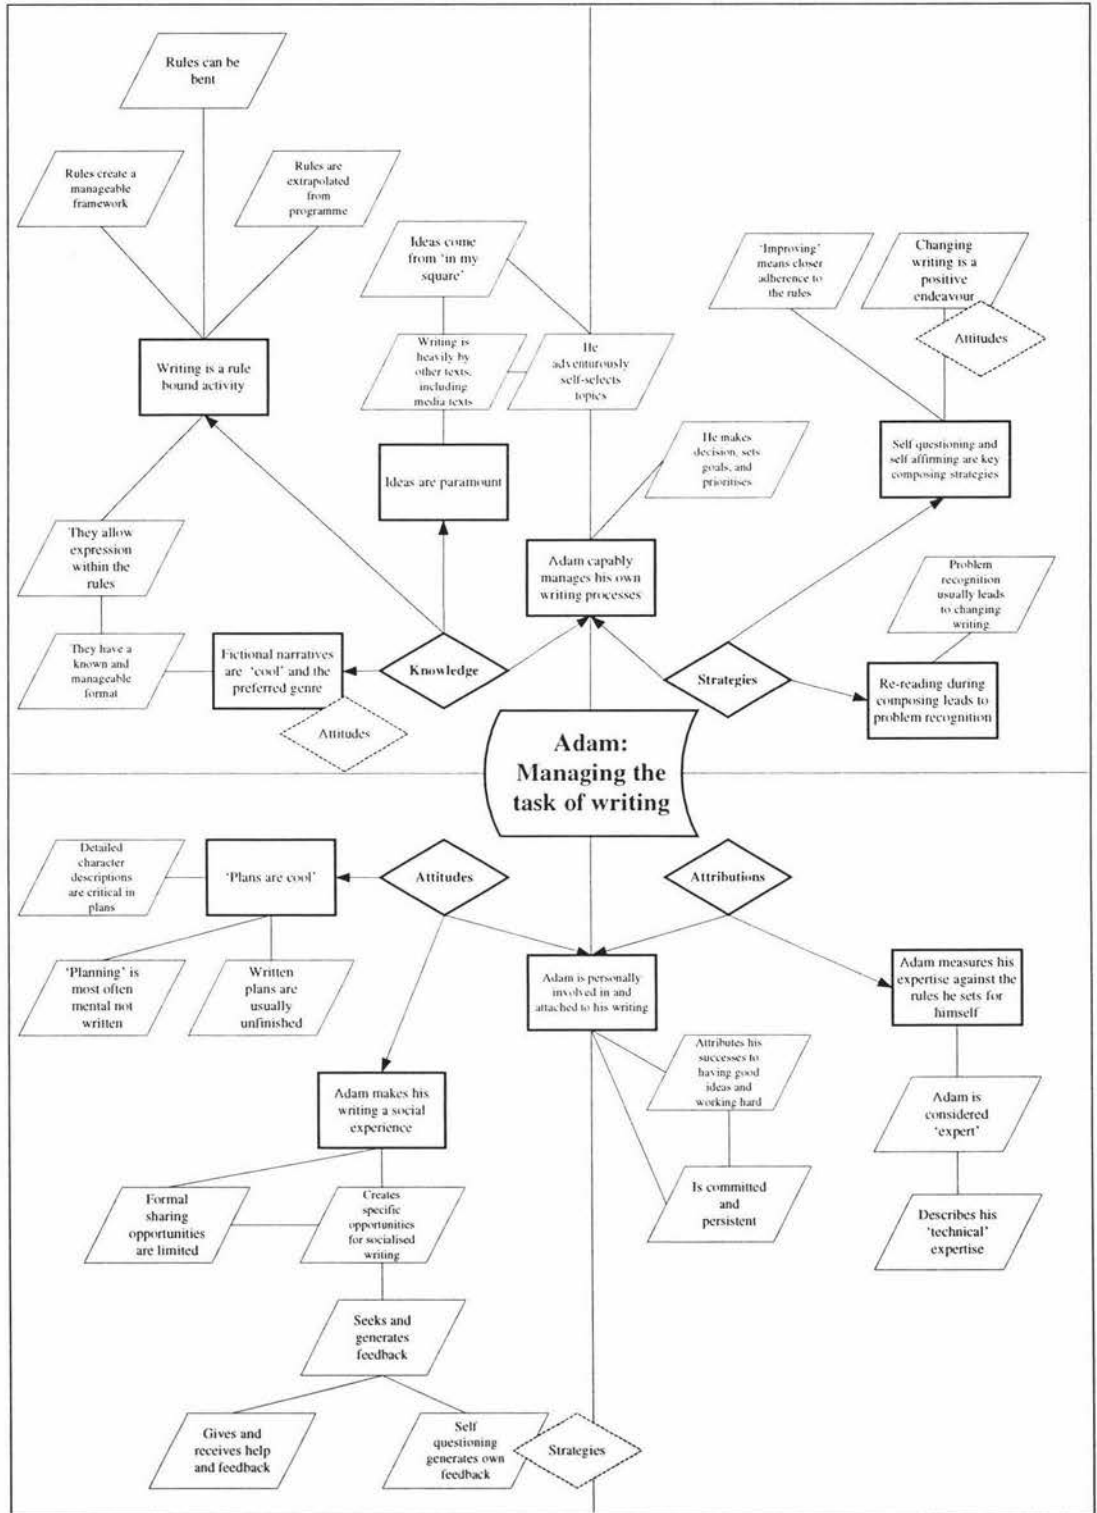 Rules can be
bent
Rules create a
manageable
framework
Rules are
extrapolated
from
programme
Ideas come
from ‘in my
square’
‘Improving’
means closer
adherence to
the rules
Changing
writing is a
positive
endeavour
Attitudes
Writing is a rule
bound activity
Writing is
heavily by
other texts,
including
media texts
He
adventurously
self-selects
topics
He makes
decision, sets
goals, and
prioritises
Self questioning and
self affirming are key
composing strategies
Ideas are paramount
They allow
expression
within the
rules
Adam capably
manages his own
writing processes
Problem
recognition
usually leads
to changing
writing
They have a
known and
manageable
format
Fictional narratives
are ‘cool’ and the
preferred genre
Attitudes
Knowledge
Strategies
Re-reading during
composing leads to
problem recognition
Adam:
Managing the
task of writing
Detailed
character
descriptions
are critical in
plans
‘Plans are cool’
Attitudes
Attributions
‘Planning’ is
most often
mental not
written
Written
plans are
usually
unfinished
Adam is personally
involved in and
attached to his writing
Adam measures his
expertise against the
rules he sets for
himself
Adam makes his
writing a social
experience
Attributes his
successes to
having good
ideas and
working hard
Adam is
considered
‘expert’
Formal
sharing
opportunities
are limited
Creates
specific
opportunities
for socialised
writing
Is committed
and
persistent
Describes his
‘technical’
expertise
Seeks and
generates
feedback
Gives and
receives help
and feedback
Self
questioning
generates own
feedback
Strategies